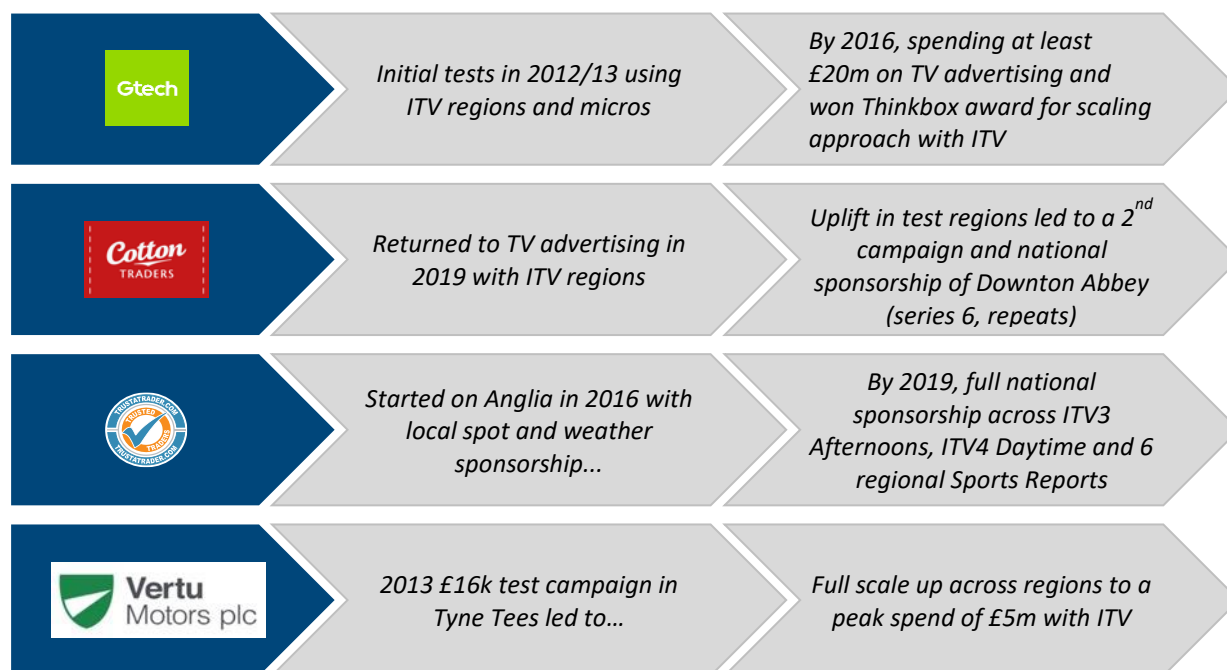 Gtech
Initial tests in 2012/13 using
ITV regions and micros
By 2016, spending at least
£20m on TV advertising and
won Thinkbox award for scaling
approach with ITV
Cotton
TRADERS
Returned to TV advertising in
2019 with ITV regions
Uplift in test regions led to a 2nd
campaign and national
sponsorship of Downton Abbey
(series 6, repeats)
TRUSTATRADER.COM
TRUSTED
TRADERS
TRUSTATRADER.COM
Started on Anglia in 2016 with
local spot and weather
sponsorship...
By 2019, full national
sponsorship across ITV3
Afternoons, ITV4 Daytime and 6
regional Sports Reports
Vertu
Motors plc
2013 £16k test campaign in
Tyne Tees led to…
Full scale up across regions to a
peak spend of £5m with ITV